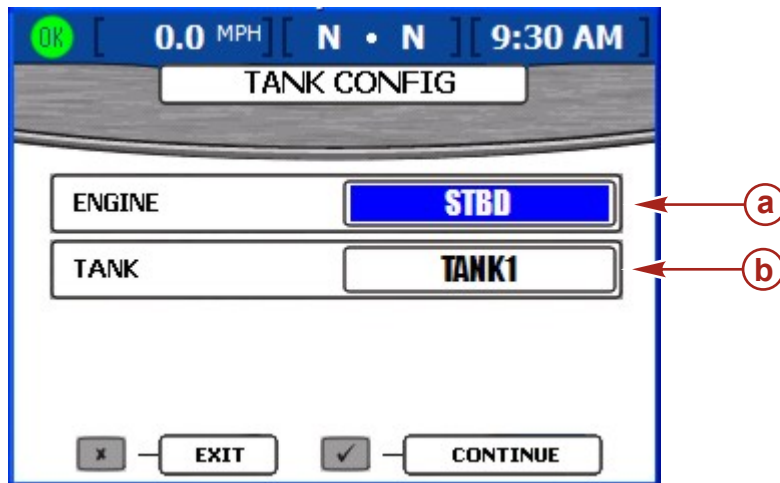 OK [ 0.0 MPH ] [ N • N ] [ 9:30 AM ]
TANK CONFIG
ENGINE STBD a
TANK TANK1 b
x EXIT ✓ CONTINUE